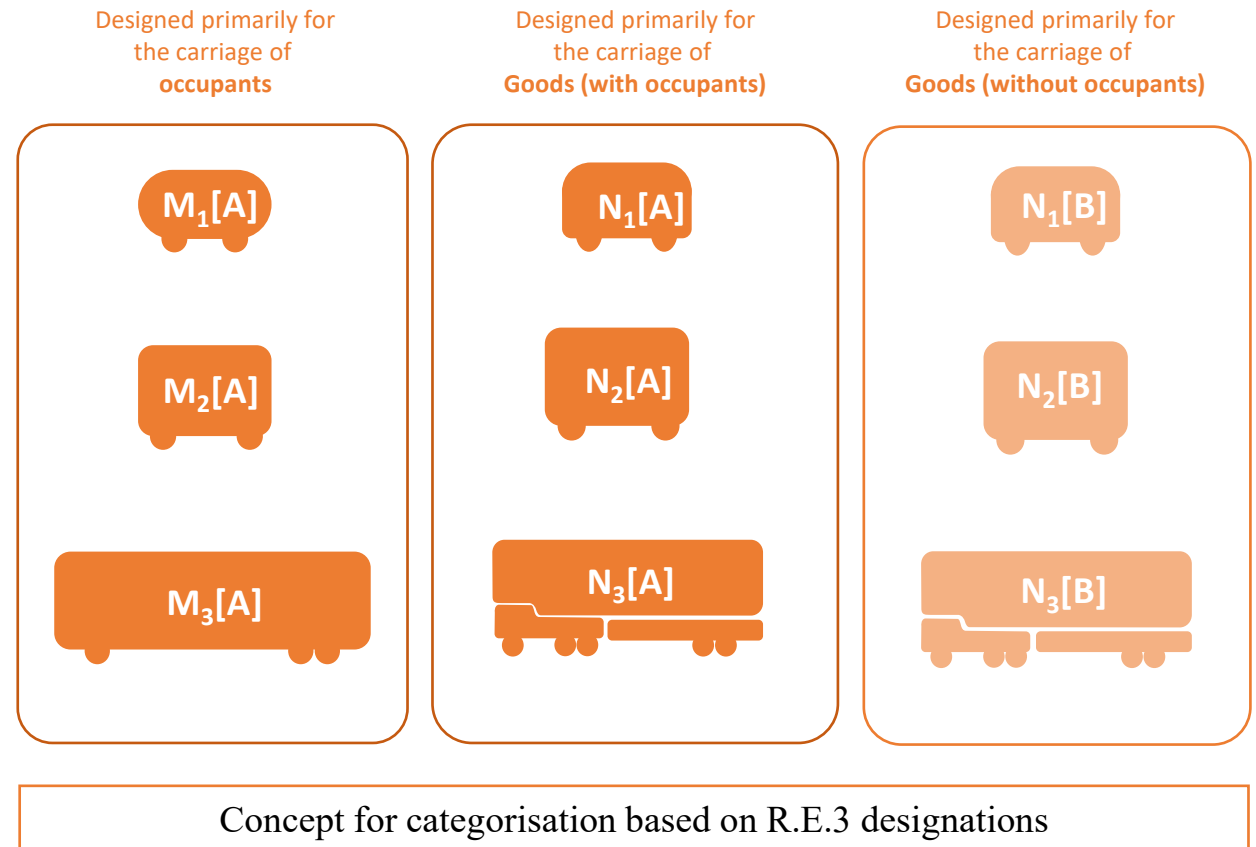 Designed primarily for
the carriage of
occupants
Designed primarily for
the carriage of
Goods (with occupants)
Designed primarily for
the carriage of
Goods (without occupants)
M₁[A]
N₁[A]
N₁[B]
M₂[A]
N₂[A]
N₂[B]
M₃[A]
N₃[A]
N₃[B]
Concept for categorisation based on R.E.3 designations